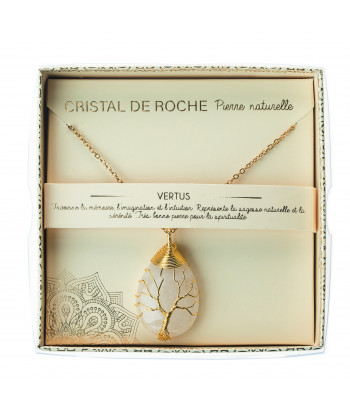 CRISTAL DE ROCHE Pierre naturelle
VERTUS
Favorise la mémoire, l'imagination et l'intuition. Représente la sagesse naturelle et la
sérénité. Très bonne pierre pour la spiritualité.